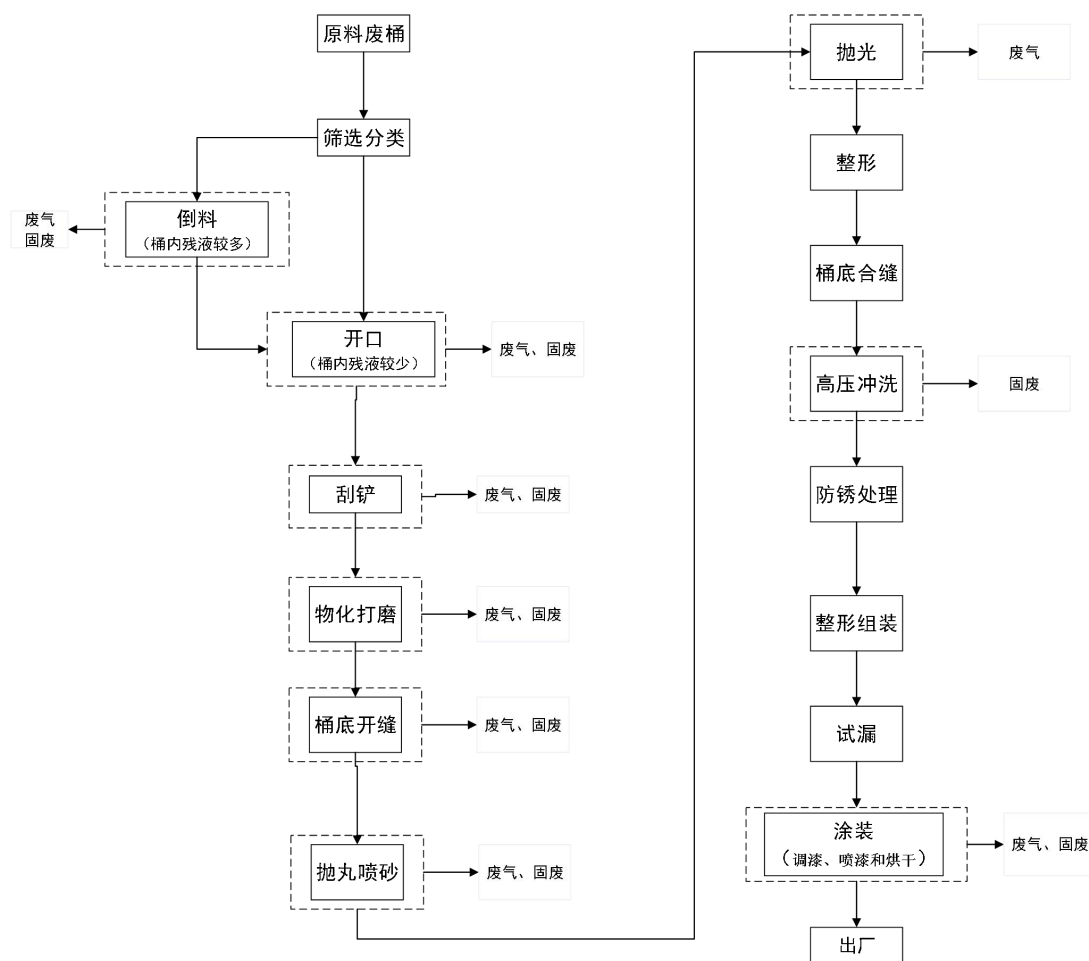 原料废桶
筛选分类
倒料
（桶内残液较多）
废气
固废
开口
（桶内残液较少）
废气、固废
刮铲
废气、固废
物化打磨
废气、固废
桶底开缝
废气、固废
抛丸喷砂
废气、固废
抛光
废气
整形
桶底合缝
高压冲洗
固废
防锈处理
整形组装
试漏
涂装
（调漆、喷漆和烘干）
废气、固废
出厂